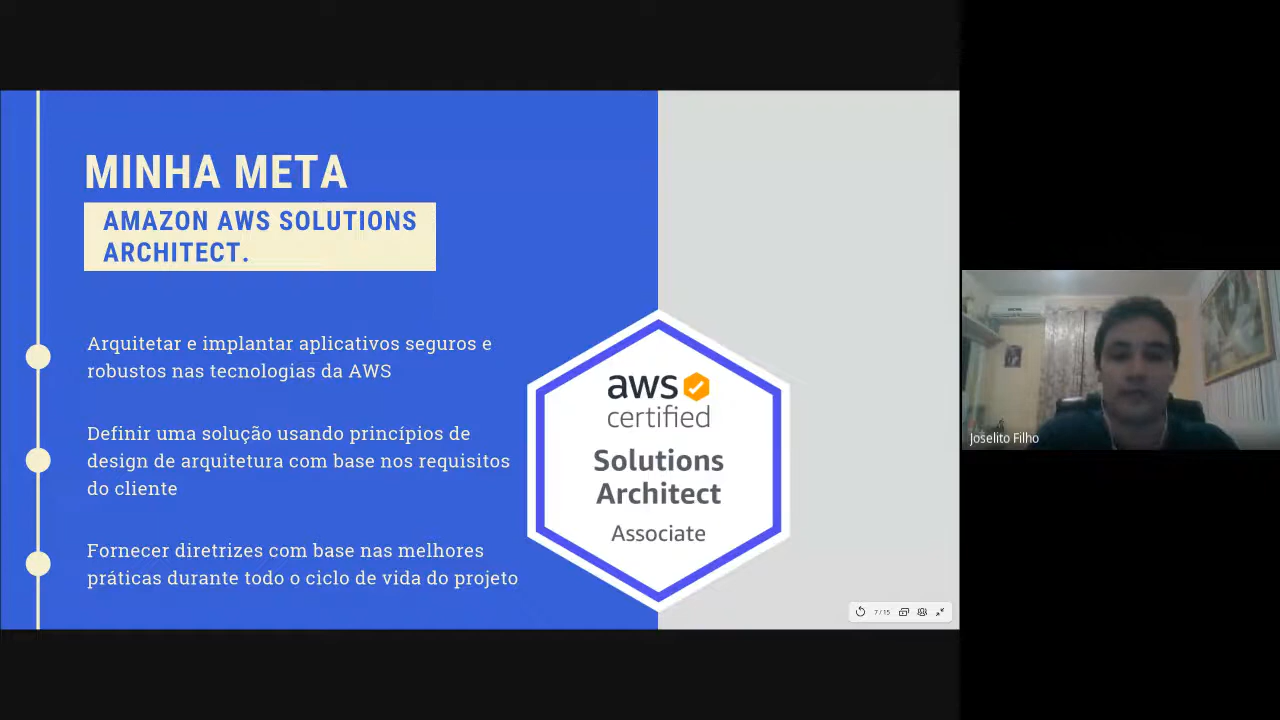 MINHA META
AMAZON AWS SOLUTIONS
ARCHITECT.
Arquitetar e implantar aplicativos seguros e
robustos nas tecnologias da AWS
Definir uma solução usando princípios de
design de arquitetura com base nos requisitos
do cliente
Fornecer diretrizes com base nas melhores
práticas durante todo o ciclo de vida do projeto
aws
certified
Solutions
Architect
Associate
7 / 15
Joselito Filho